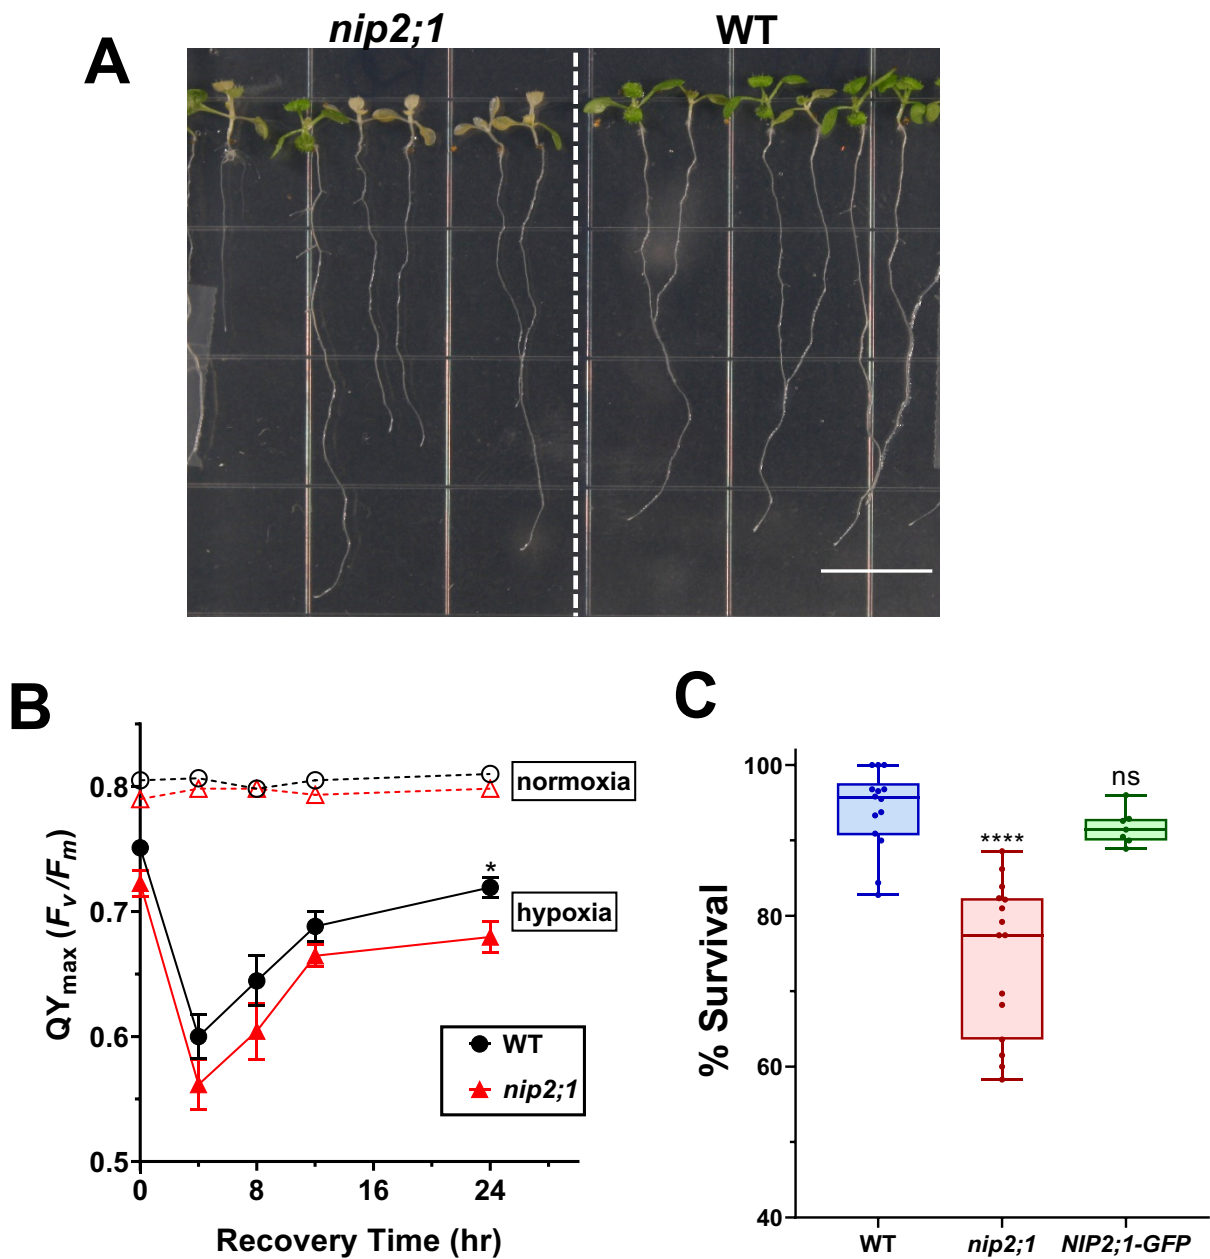 A
nip2;1
WT
B
0.8
0.7
0.6
0.5
0
8
16
24
QYmax (Fv/Fm)
Recovery Time (hr)
normoxia
*
hypoxia
WT
nip2;1
C
100
80
60
40
% Survival
****
ns
WT
nip2;1
NIP2;1-GFP